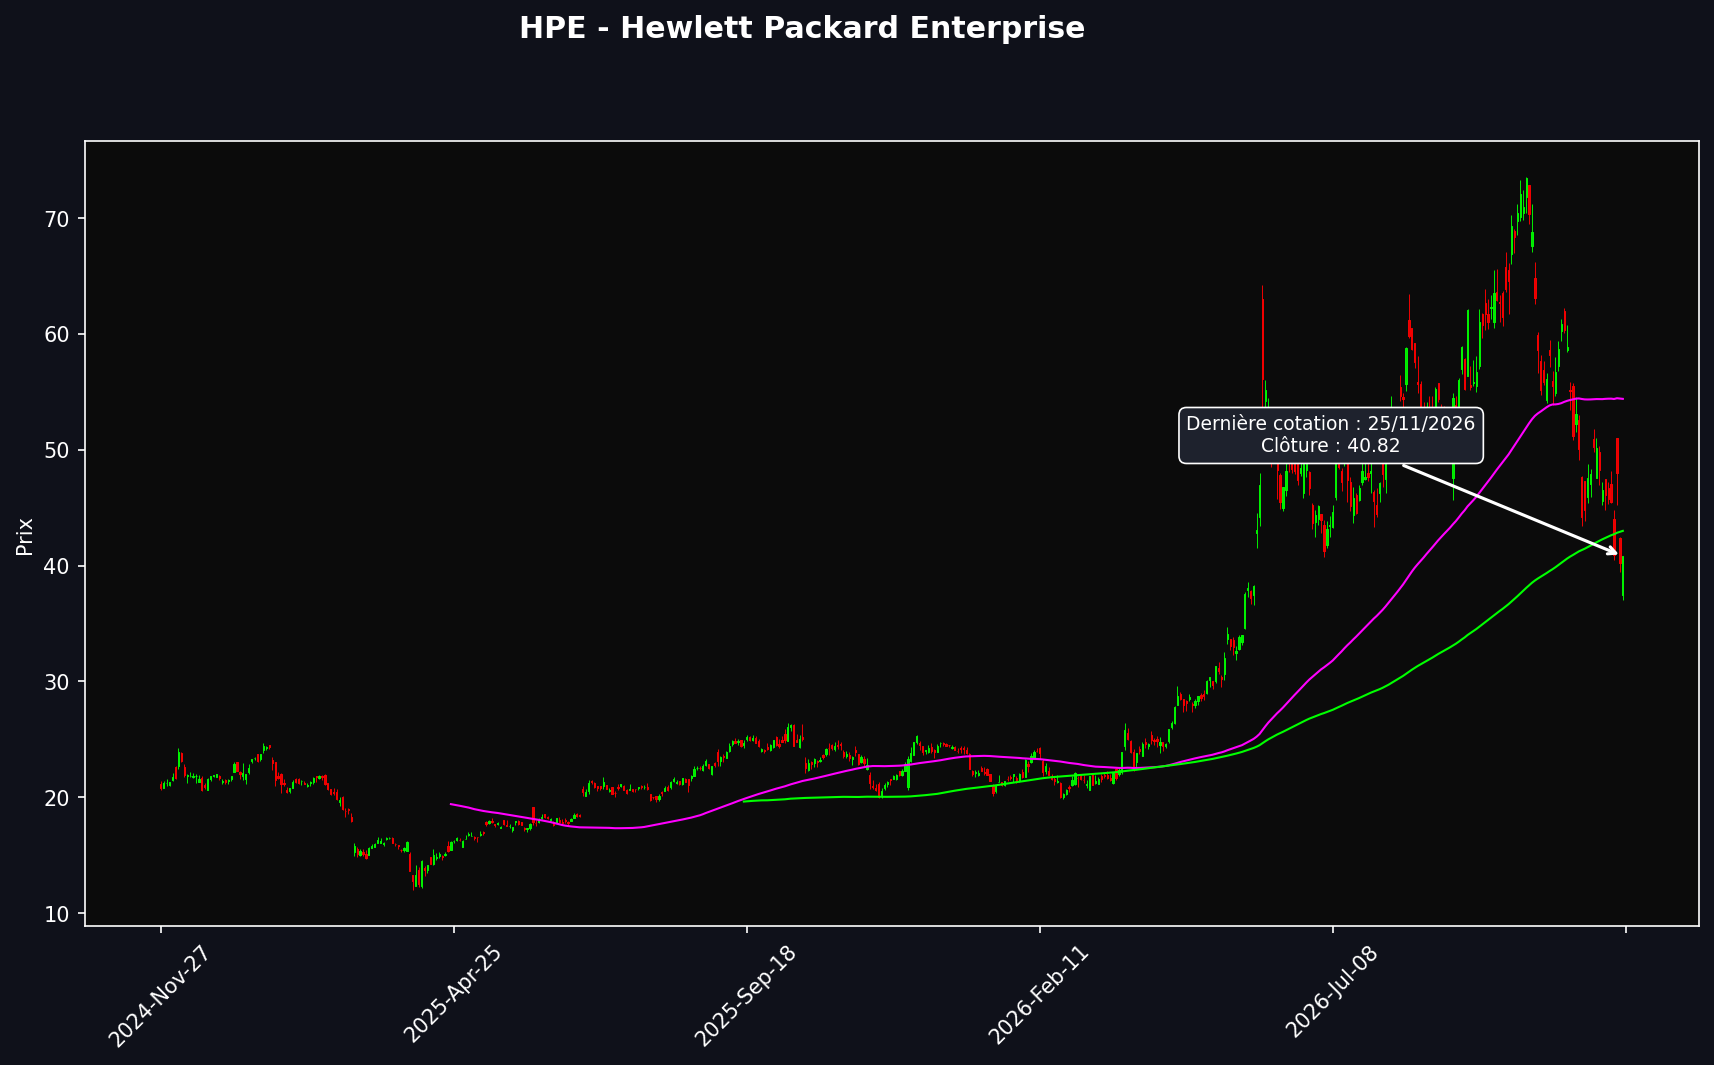 HPE - Hewlett Packard Enterprise
Prix
70
60
50
40
30
20
10
Dernière cotation : 25/11/2026
Clôture : 40.82
2024-Nov-27
2025-Apr-25
2025-Sep-18
2026-Feb-11
2026-Jul-08